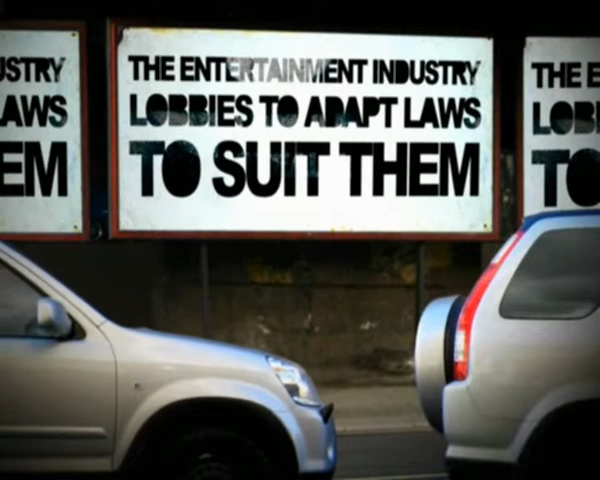 USTRY
LAWS
EM
THE ENTERTAINMENT INDUSTRY
LOBBIES TO ADAPT LAWS
TO SUIT THEM
THE E
LOB
TO